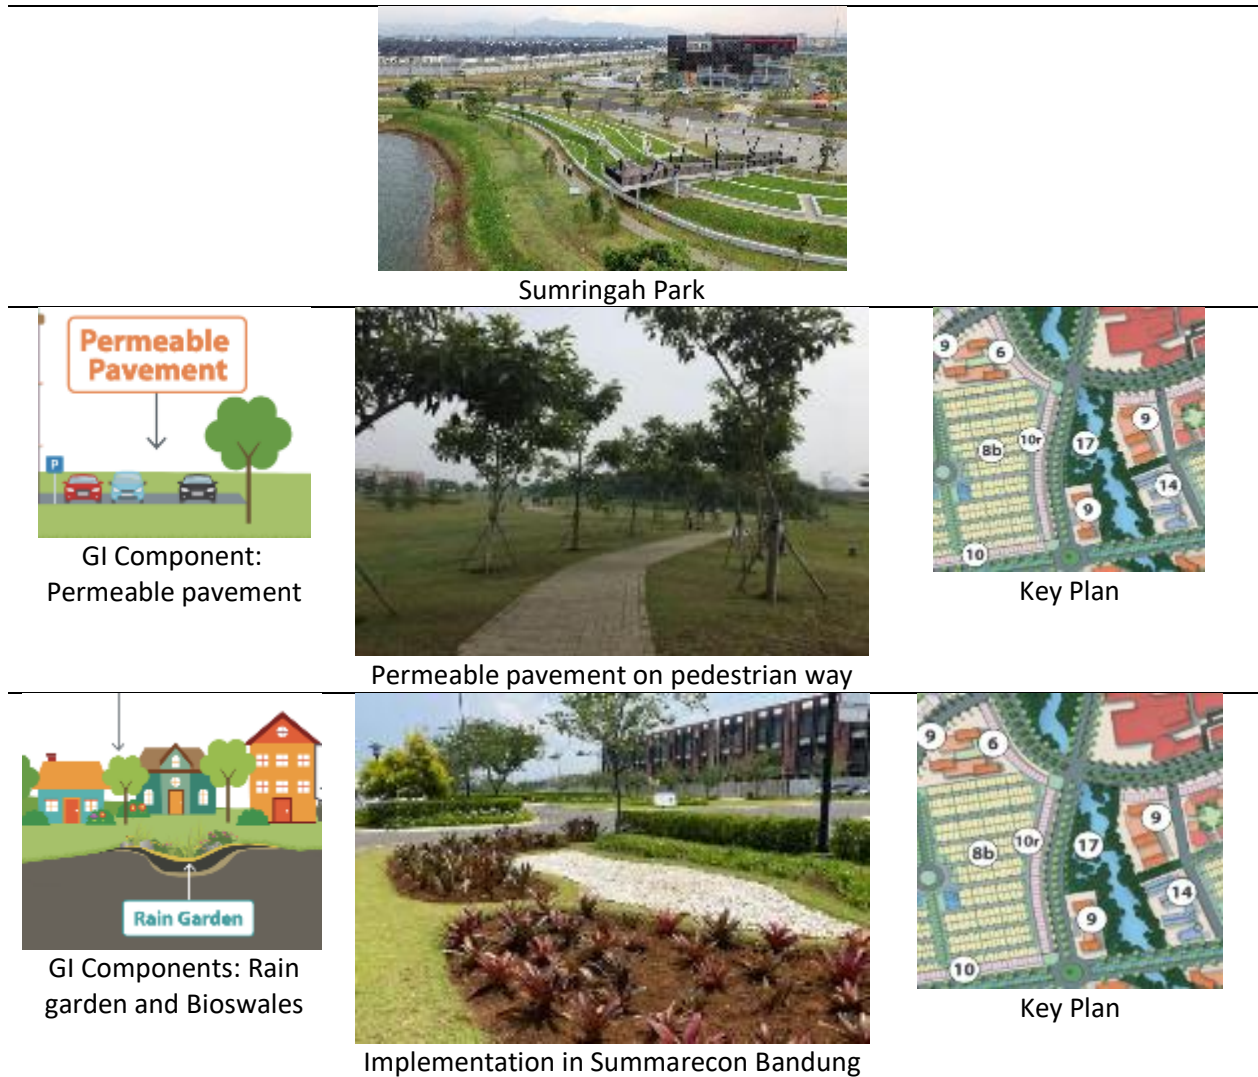 Sumringah Park
Permeable
Pavement
P
GI Component:
Permeable pavement
Permeable pavement on pedestrian way
9
6
9
10r
8b
17
14
9
10
Key Plan
Rain Garden
GI Components: Rain
garden and Bioswales
Implementation in Summarecon Bandung
9
6
9
10r
8b
17
14
9
10
Key Plan